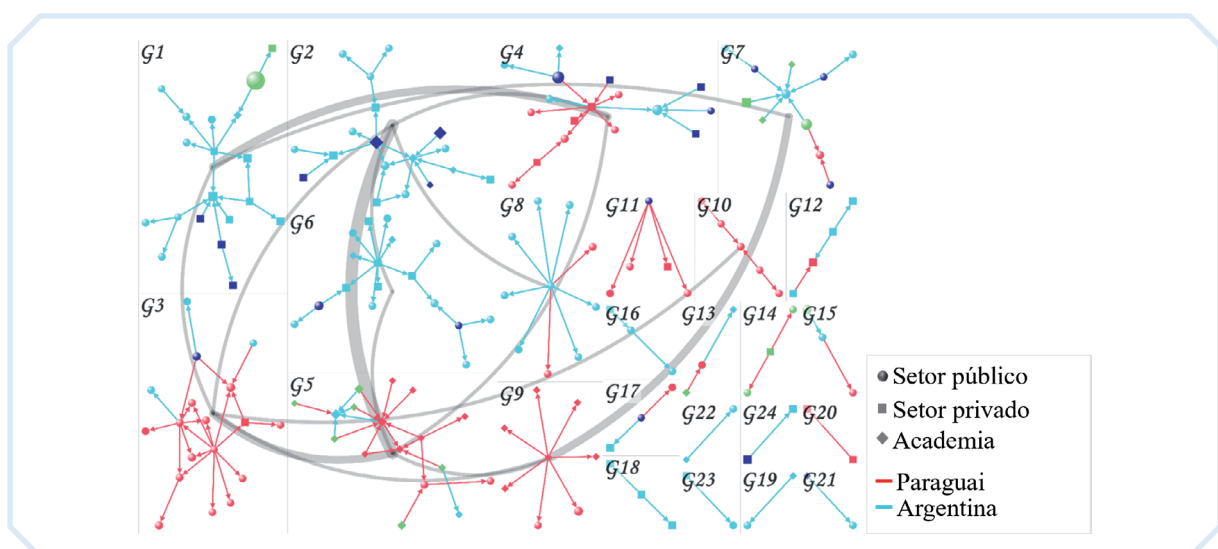 G1
G2
G4
G7
G6
G8
G11
G10
G12
G3
G16
G13
G14
G15
G5
G9
G17
G22
G24
G20
G18
G23
G19
G21
Setor público
Setor privado
Academia
Paraguai
Argentina